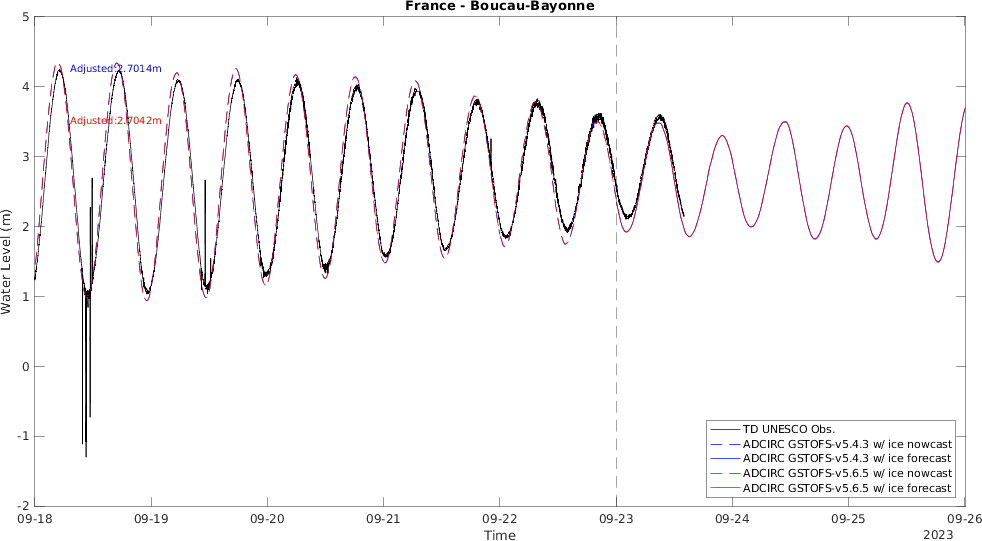 France - Boucau-Bayonne
5
4
3
2
1
0
-1
-2
Water Level (m)
Adjusted:2.7014m
Adjusted:2.7042m
TD UNESCO Obs.
ADCIRC GSTOFS-v5.4.3 w/ ice nowcast
ADCIRC GSTOFS-v5.4.3 w/ ice forecast
ADCIRC GSTOFS-v5.6.5 w/ ice nowcast
ADCIRC GSTOFS-v5.6.5 w/ ice forecast
09-18 09-19 09-20 09-21 09-22 09-23 09-24 09-25 09-26
Time
2023